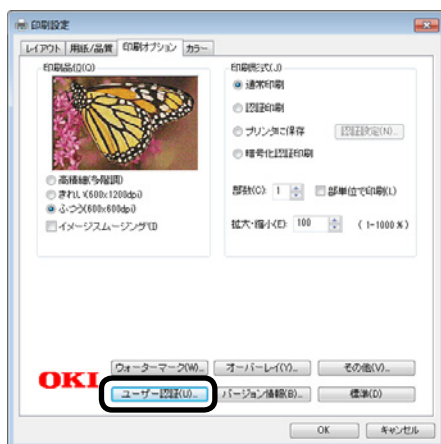 印刷設定
レイアウト 用紙/品質 印刷オプション カラー
印刷品位(Q)
高精細(多階調)
きれい(600x1200dpi)
ふつう(600x600dpi)
イメージスムージング(I)
印刷形式(J)
通常印刷
認証印刷
プリンタに保存 認証設定(N)...
暗号化認証印刷
部数(C): 1 部単位で印刷(L)
拡大・縮小(E): 100 (1-1000 %)
OKI
ウォーターマーク(W)... オーバーレイ(Y)... その他(V)...
ユーザー認証(U)... バージョン情報(B)... 標準(D)
OK キャンセル